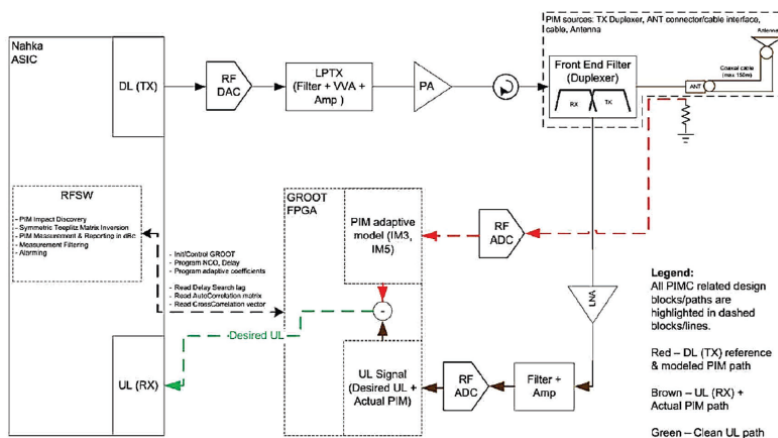 Nahka
ASIC
DL (TX)
RF
DAC
LPTX
(Filter + VVA +
Amp )
PA
PIM sources: TX Duplexer, ANT connector/cable interface,
cable, Antenna
Front End Filter
(Duplexer)
RX
TX
ANT
Antenna
Coaxial cable
(max 150m)
RFSW
- PIM Impact Discovery
- Symmetric Toeplitz Matrix Inversion
- PIM Measurement & Reporting in dBc
- Measurement Filtering
- Alarming
- Init/Control GROOT
- Program NCO, Delay
- Program adaptive coefficients
- Read Delay Search lag
- Read AutoCorrelation matrix
- Read CrossCorrelation vector
GROOT
FPGA
PIM adaptive
model (IM3,
IM5)
RF
ADC
-
Desired UL
UL (RX)
UL Signal
(Desired UL +
Actual PIM)
RF
ADC
Filter +
Amp
LNA
Legend:
All PIMC related design
blocks/paths are
highlighted in dashed
blocks/lines.
Red – DL (TX) reference
& modeled PIM path
Brown – UL (RX) +
Actual PIM path
Green – Clean UL path